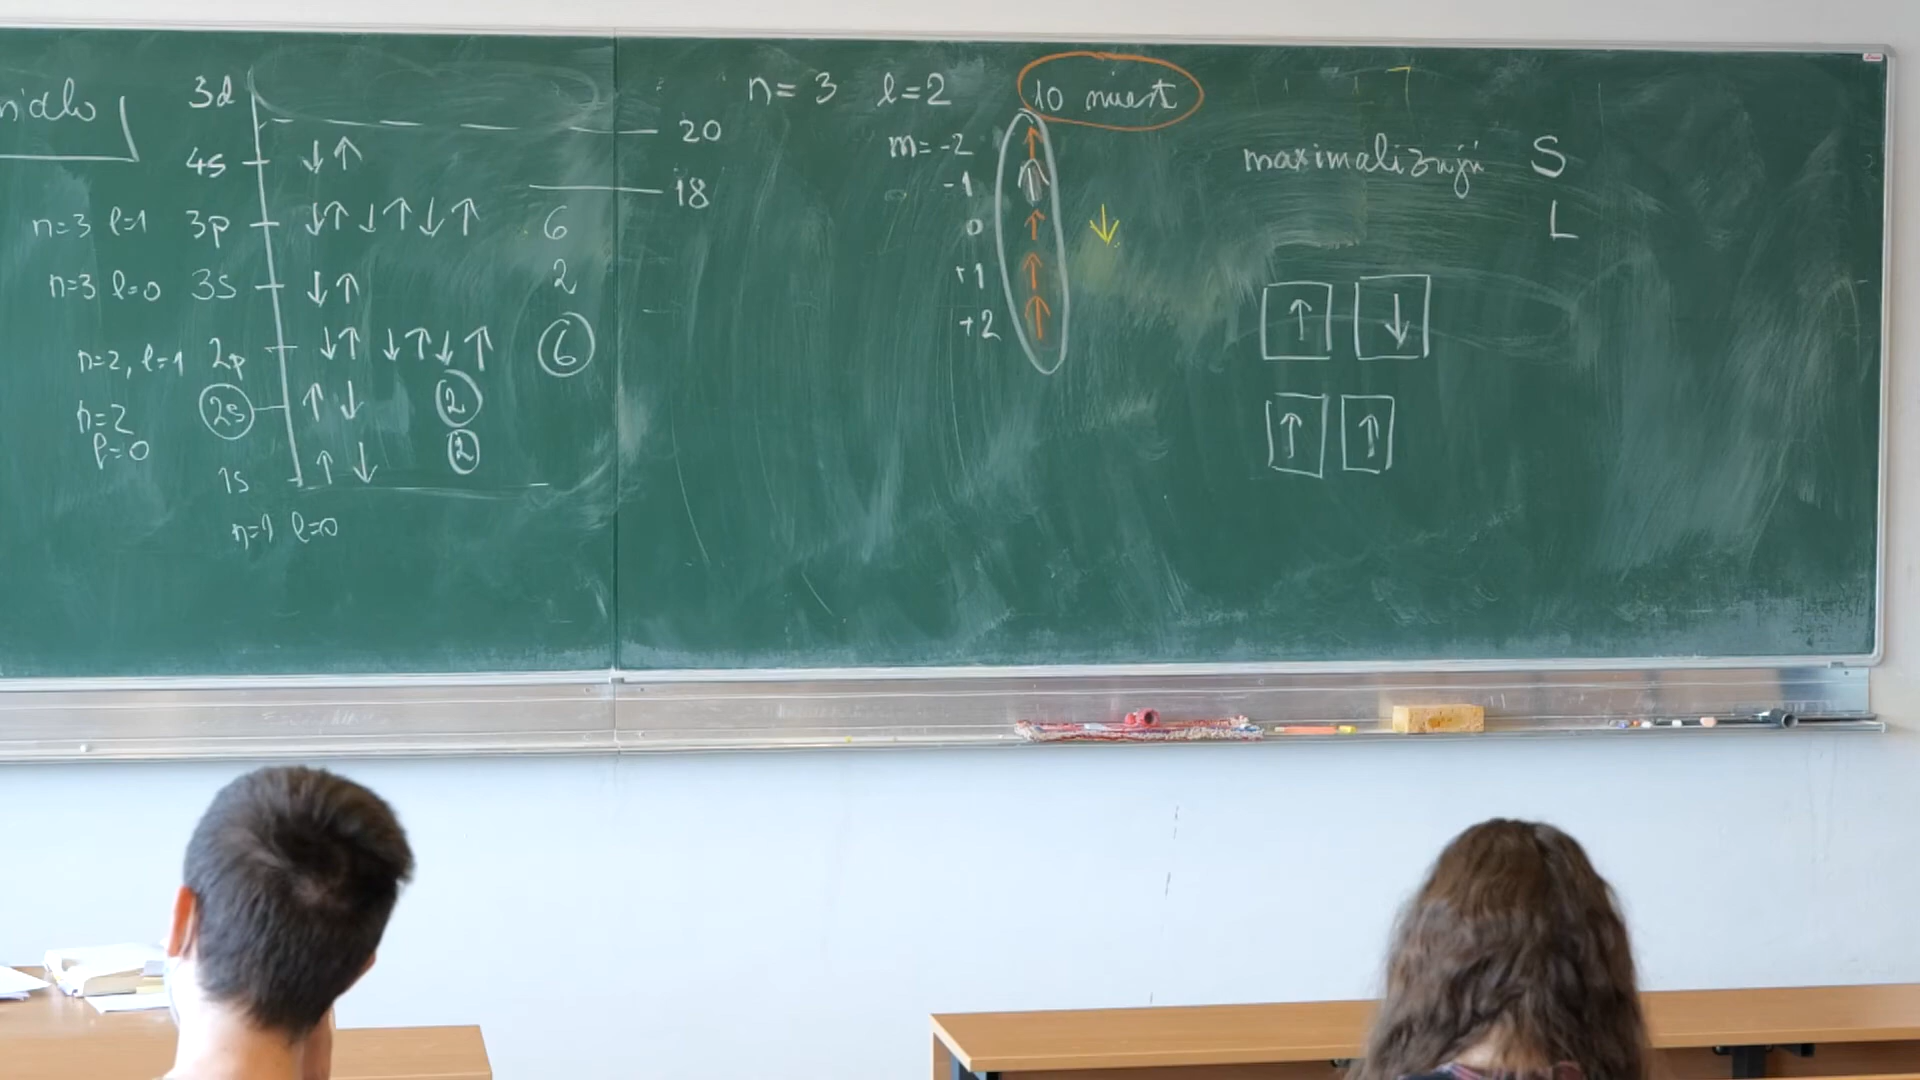 3d
4s ↓↑
n=3 l=1 3p ↓↑ ↓↑ ↓↑ 6
n=3 l=0 3s ↓↑ 2
n=2, l=1 2p ↓↑ ↓↑ ↓↑ 6
n=2 l=0 2s ↑↓ 2
1s ↑↓ 2
n=1 l=0
20
18
n=3 l=2 10 miest
m=-2 ↑
-1 ↑
0 ↑ ↓
+1 ↑
+2 ↑
maximalizujú S
L
↑ ↓
↑ ↑